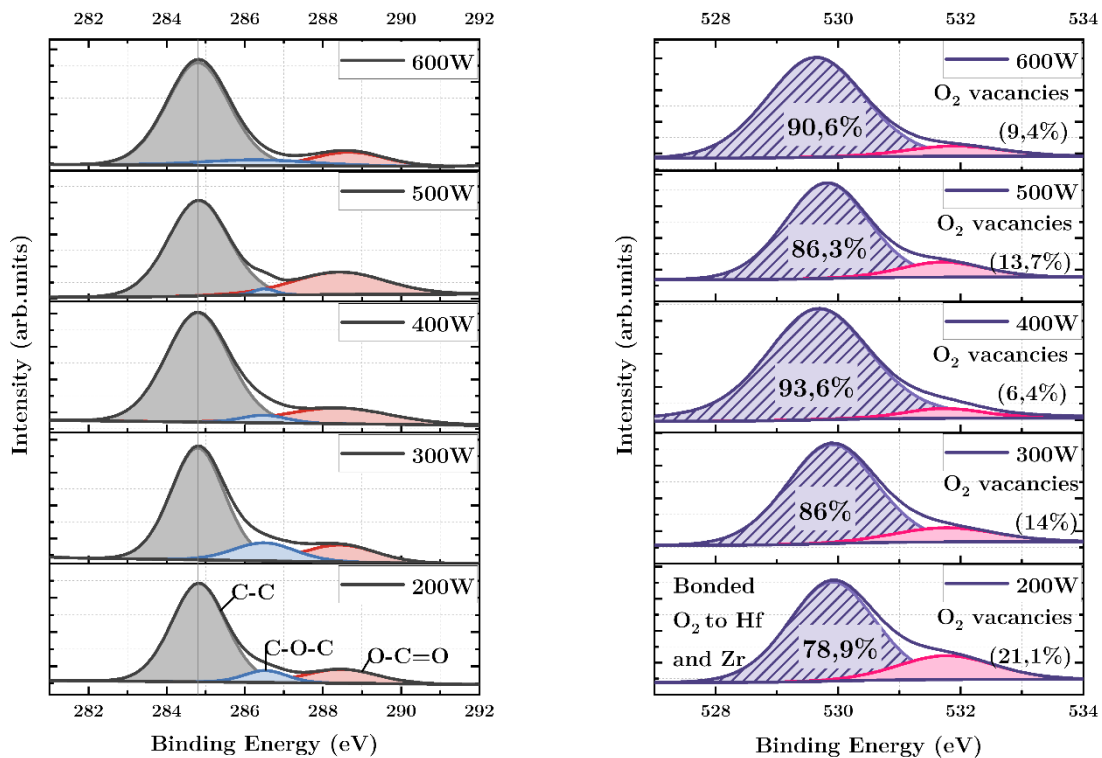 282 284 286 288 290 292
600W
500W
400W
300W
200W
C-C
C-O-C
O-C=O
282 284 286 288 290 292
Binding Energy (eV)
Intensity (arb.units)
528 530 532 534
600W
O2 vacancies
90,6%
(9,4%)
500W
O2 vacancies
86,3%
(13,7%)
400W
O2 vacancies
93,6%
(6,4%)
300W
O2 vacancies
86%
(14%)
200W
Bonded
O2 to Hf
and Zr
O2 vacancies
78,9%
(21,1%)
528 530 532 534
Binding Energy (eV)
Intensity (arb.units)